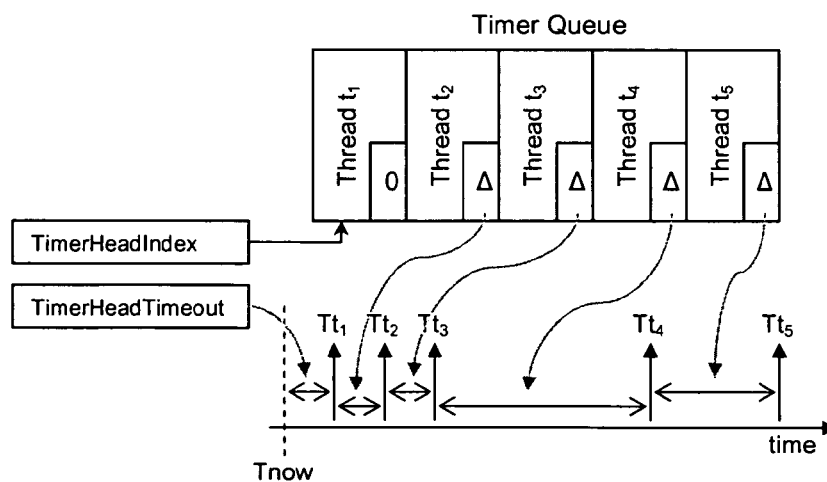 Timer Queue
Thread t₁
0
Thread t₂
Δ
Thread t₃
Δ
Thread t₄
Δ
Thread t₅
Δ
TimerHeadIndex
TimerHeadTimeout
Tt₁ Tt₂ Tt₃ Tt₄ Tt₅
time
Tnow